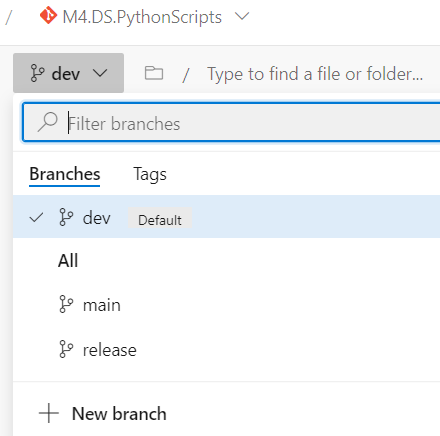 / M4.DS.PythonScripts
dev / Type to find a file or folder...
Filter branches
Branches Tags
dev Default
All
main
release
New branch